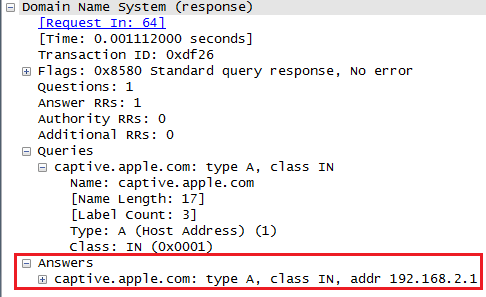 Domain Name System (response)
[Request In: 64]
[Time: 0.001112000 seconds]
Transaction ID: 0xdf26
Flags: 0x8580 Standard query response, No error
Questions: 1
Answer RRs: 1
Authority RRs: 0
Additional RRs: 0
Queries
captive.apple.com: type A, class IN
Name: captive.apple.com
[Name Length: 17]
[Label Count: 3]
Type: A (Host Address) (1)
Class: IN (0x0001)
Answers
captive.apple.com: type A, class IN, addr 192.168.2.1